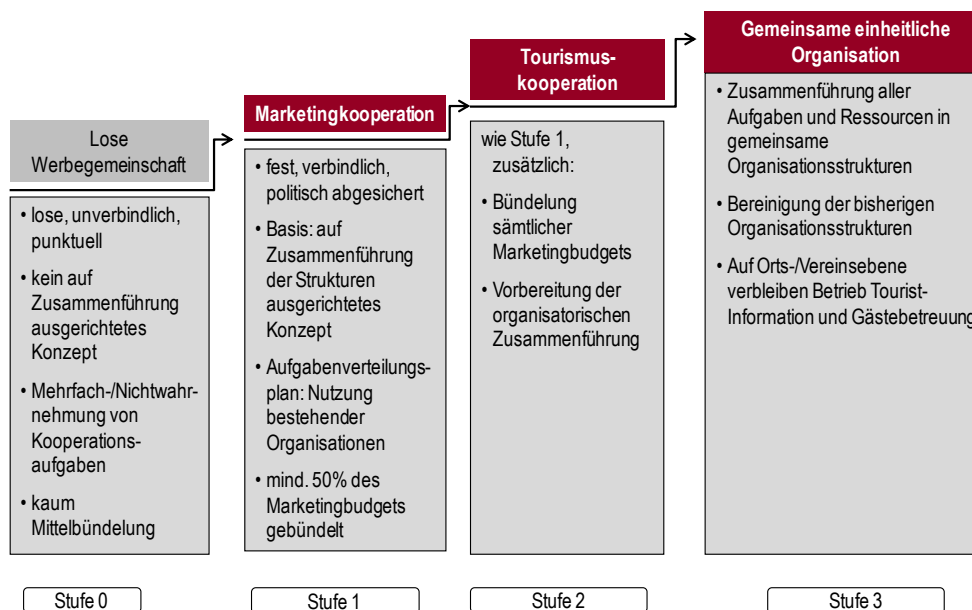 Lose
Werbegemeinschaft
• lose, unverbindlich,
punktuell
• kein auf
Zusammenführung
ausgerichtetes
Konzept
• Mehrfach-/Nichtwahr-
nehmung von
Kooperations-
aufgaben
• kaum
Mittelbündelung
Stufe 0
Marketingkooperation
• fest, verbindlich,
politisch abgesichert
• Basis: auf
Zusammenführung
der Strukturen
ausgerichtetes
Konzept
• Aufgabenverteilungs-
plan: Nutzung
bestehender
Organisationen
• mind. 50% des
Marketingbudgets
gebündelt
Stufe 1
Tourismus-
kooperation
wie Stufe 1,
zusätzlich:
• Bündelung
sämtlicher
Marketingbudgets
• Vorbereitung der
organisatorischen
Zusammenführung
Stufe 2
Gemeinsame einheitliche
Organisation
• Zusammenführung aller
Aufgaben und Ressourcen in
gemeinsame
Organisationsstrukturen
• Bereinigung der bisherigen
Organisationsstrukturen
• Auf Orts-/Vereinsebene
verbleiben Betrieb Tourist-
Information und Gästebetreuung
Stufe 3